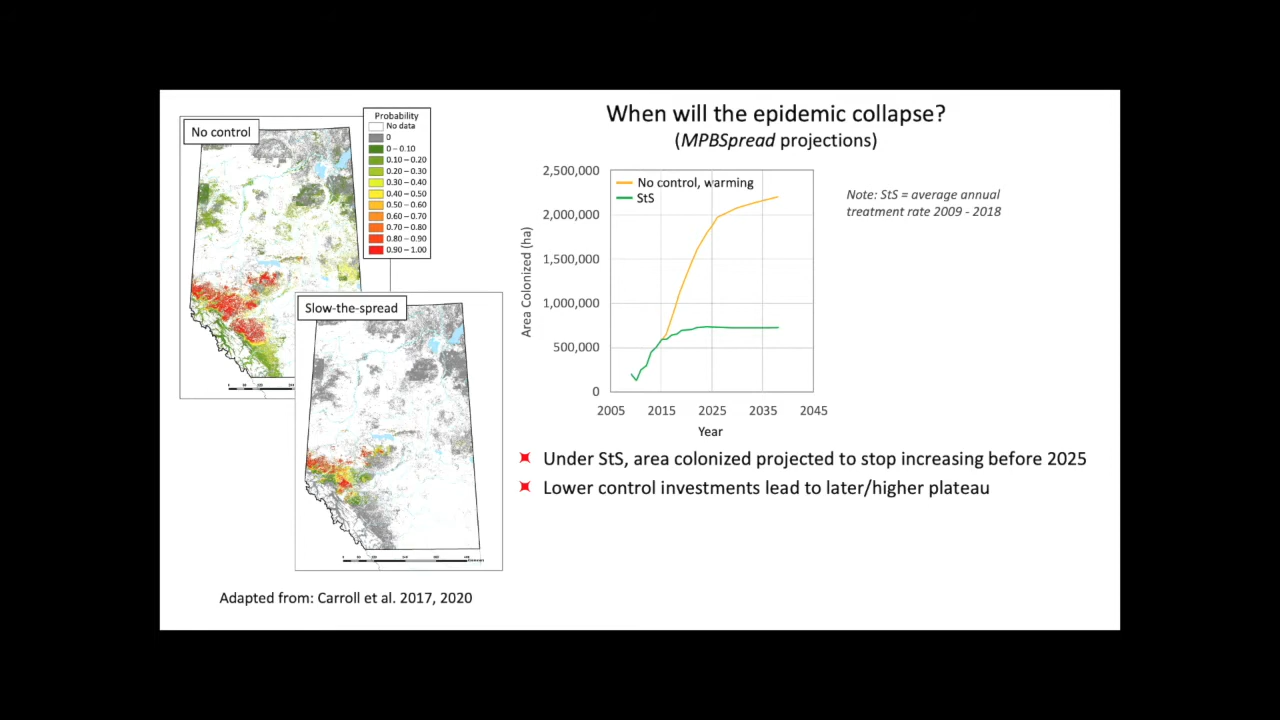 When will the epidemic collapse?
(MPBSpread projections)
No control
Probability
No data
0
0 – 0.10
0.10 – 0.20
0.20 – 0.30
0.30 – 0.40
0.40 – 0.50
0.50 – 0.60
0.60 – 0.70
0.70 – 0.80
0.80 – 0.90
0.90 – 1.00
Slow-the-spread
Adapted from: Carroll et al. 2017, 2020
Area Colonized (ha)
2,500,000
2,000,000
1,500,000
1,000,000
500,000
0
No control, warming
StS
2005 2015 2025 2035 2045
Year
Note: StS = average annual
treatment rate 2009 - 2018
Under StS, area colonized projected to stop increasing before 2025
Lower control investments lead to later/higher plateau